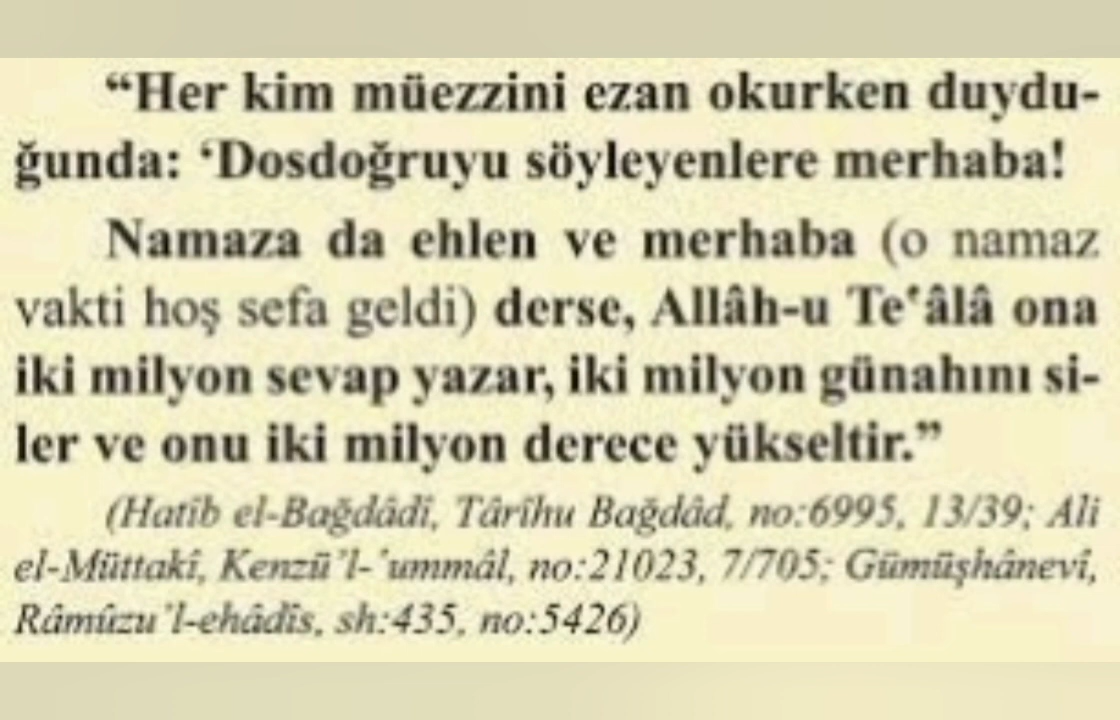 “Her kim müezzini ezan okurken duydu-
ğunda: ‘Dosdoğruyu söyleyenlere merhaba!
Namaza da ehlen ve merhaba (o namaz
vakti hoş sefa geldi) derse, Allâh-u Te‘âlâ ona
iki milyon sevap yazar, iki milyon günahını si-
ler ve onu iki milyon derece yükseltir.”
(Hatîb el-Bağdâdî, Târîhu Bağdâd, no:6995, 13/39; Ali
el-Müttakî, Kenzü’l-‘ummâl, no:21023, 7/705; Gümüşhânevî,
Râmûzu’l-ehâdîs, sh:435, no:5426)